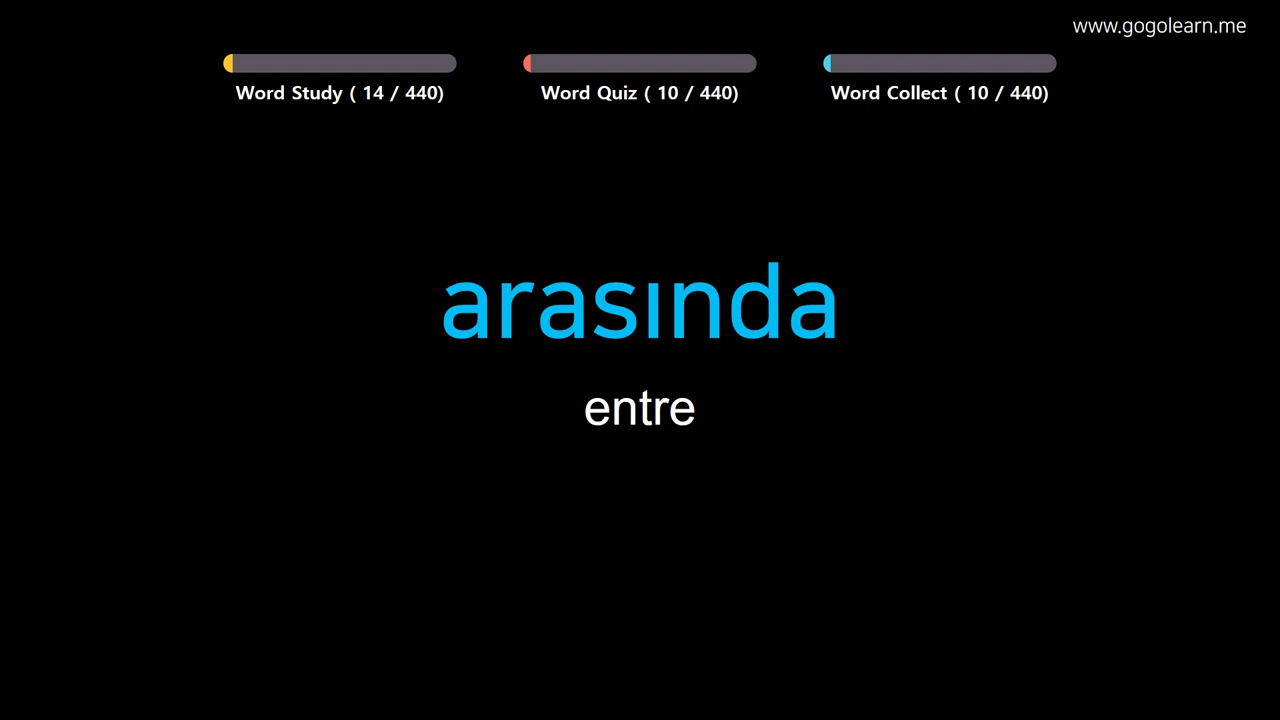 www.gogolearn.me
Word Study ( 14 / 440)
Word Quiz ( 10 / 440)
Word Collect ( 10 / 440)
arasında
entre